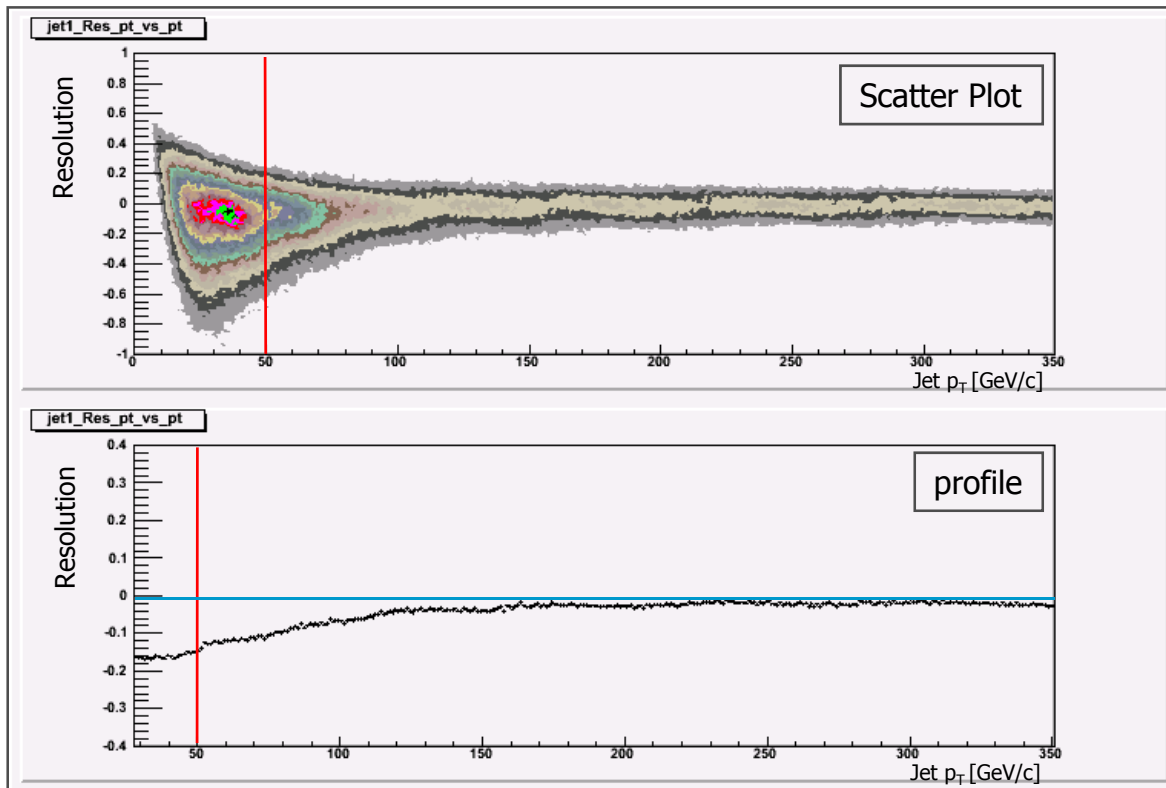 jet1_Res_pt_vs_pt
Resolution
Scatter Plot
1
0.8
0.6
0.4
0.2
0
-0.2
-0.4
-0.6
-0.8
-1
0 50 100 150 200 250 300 350
Jet pT [GeV/c]
jet1_Res_pt_vs_pt
Resolution
profile
0.4
0.3
0.2
0.1
0
-0.1
-0.2
-0.3
-0.4
50 100 150 200 250 300 350
Jet pT [GeV/c]